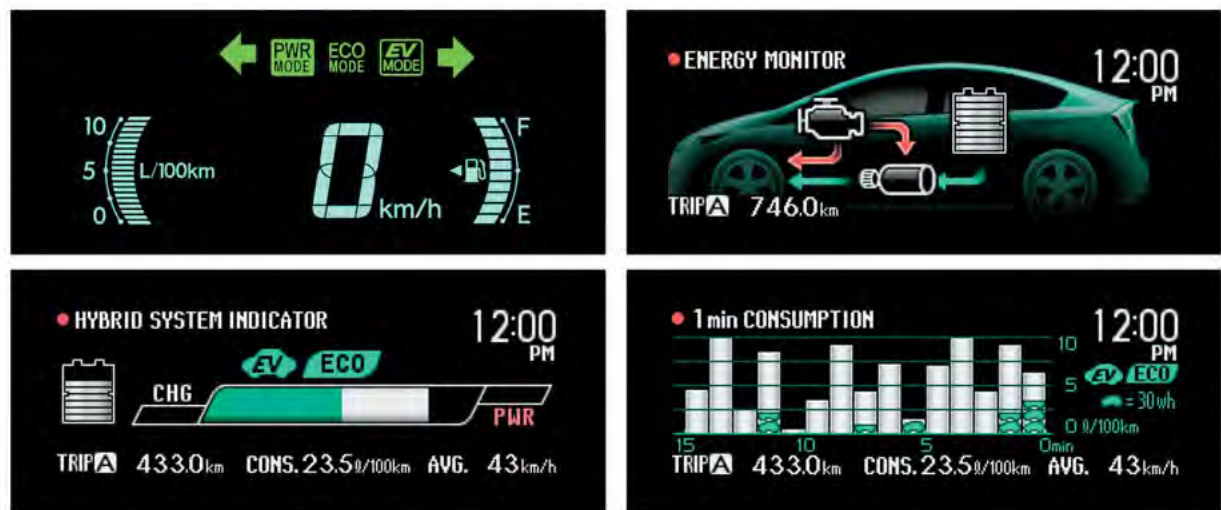 PWR MODE ECO MODE EV MODE
10 F
5 L/100km
0 km/h
0 E
ENERGY MONITOR 12:00 PM
TRIP A 746.0km
HYBRID SYSTEM INDICATOR 12:00 PM
EV ECO
CHG
PWR
TRIP A 433.0km CONS. 23.5ℓ/100km AVG. 43km/h
1min CONSUMPTION 12:00 PM
10
5 EV ECO
=30wh
0 ℓ/100km
15 10 5 0min
TRIP A 433.0km CONS. 23.5ℓ/100km AVG. 43km/h